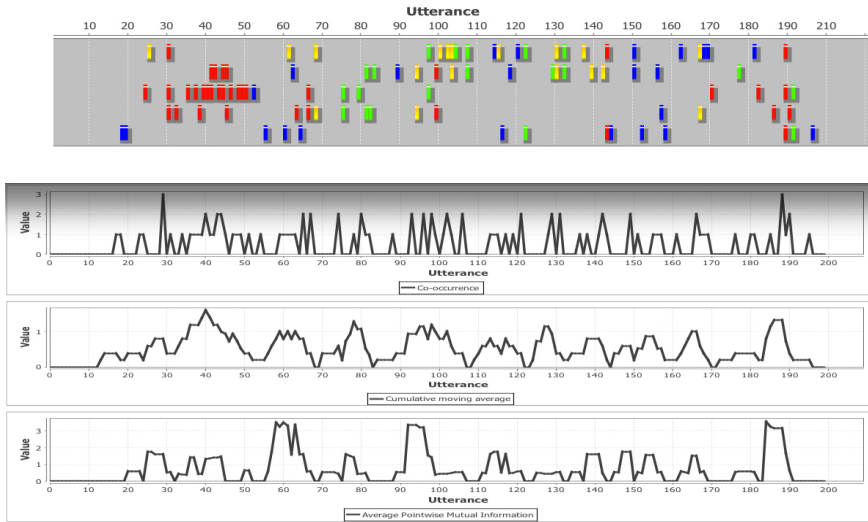 Utterance
10 20 30 40 50 60 70 80 90 100 110 120 130 140 150 160 170 180 190 200 210
Value
3
2
1
0
0 10 20 30 40 50 60 70 80 90 100 110 120 130 140 150 160 170 180 190 200
Utterance
Co-occurrence
Value
1
0
0 10 20 30 40 50 60 70 80 90 100 110 120 130 140 150 160 170 180 190 200
Utterance
Cumulative moving average
Value
3
2
1
0
0 10 20 30 40 50 60 70 80 90 100 110 120 130 140 150 160 170 180 190 200
Utterance
Average Pointwise Mutual Information